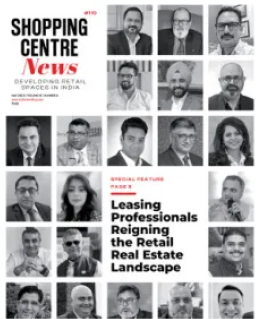 #110
SHOPPING
CENTRE
News
DEVELOPING RETAIL
SPACES IN INDIA
SPECIAL FEATURE
PAGE 8
Leasing
Professionals
Reigning
the Retail
Real Estate
Landscape